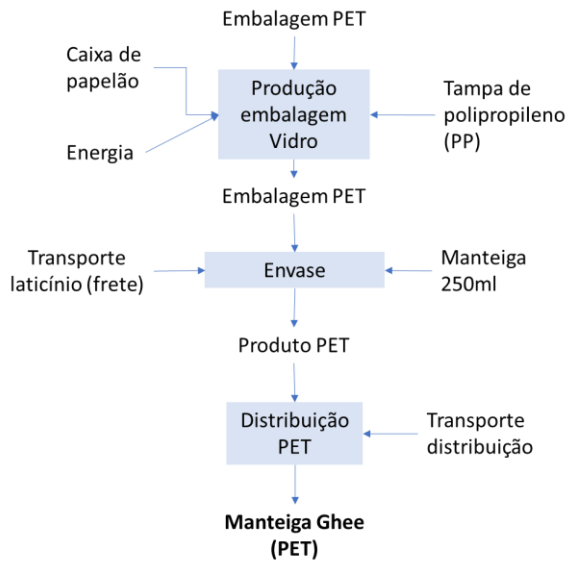 Embalagem PET
Caixa de
papelão
Produção
embalagem
Vidro
Tampa de
polipropileno
(PP)
Energia
Embalagem PET
Transporte
laticínio (frete)
Envase
Manteiga
250ml
Produto PET
Distribuição
PET
Transporte
distribuição
Manteiga Ghee
(PET)